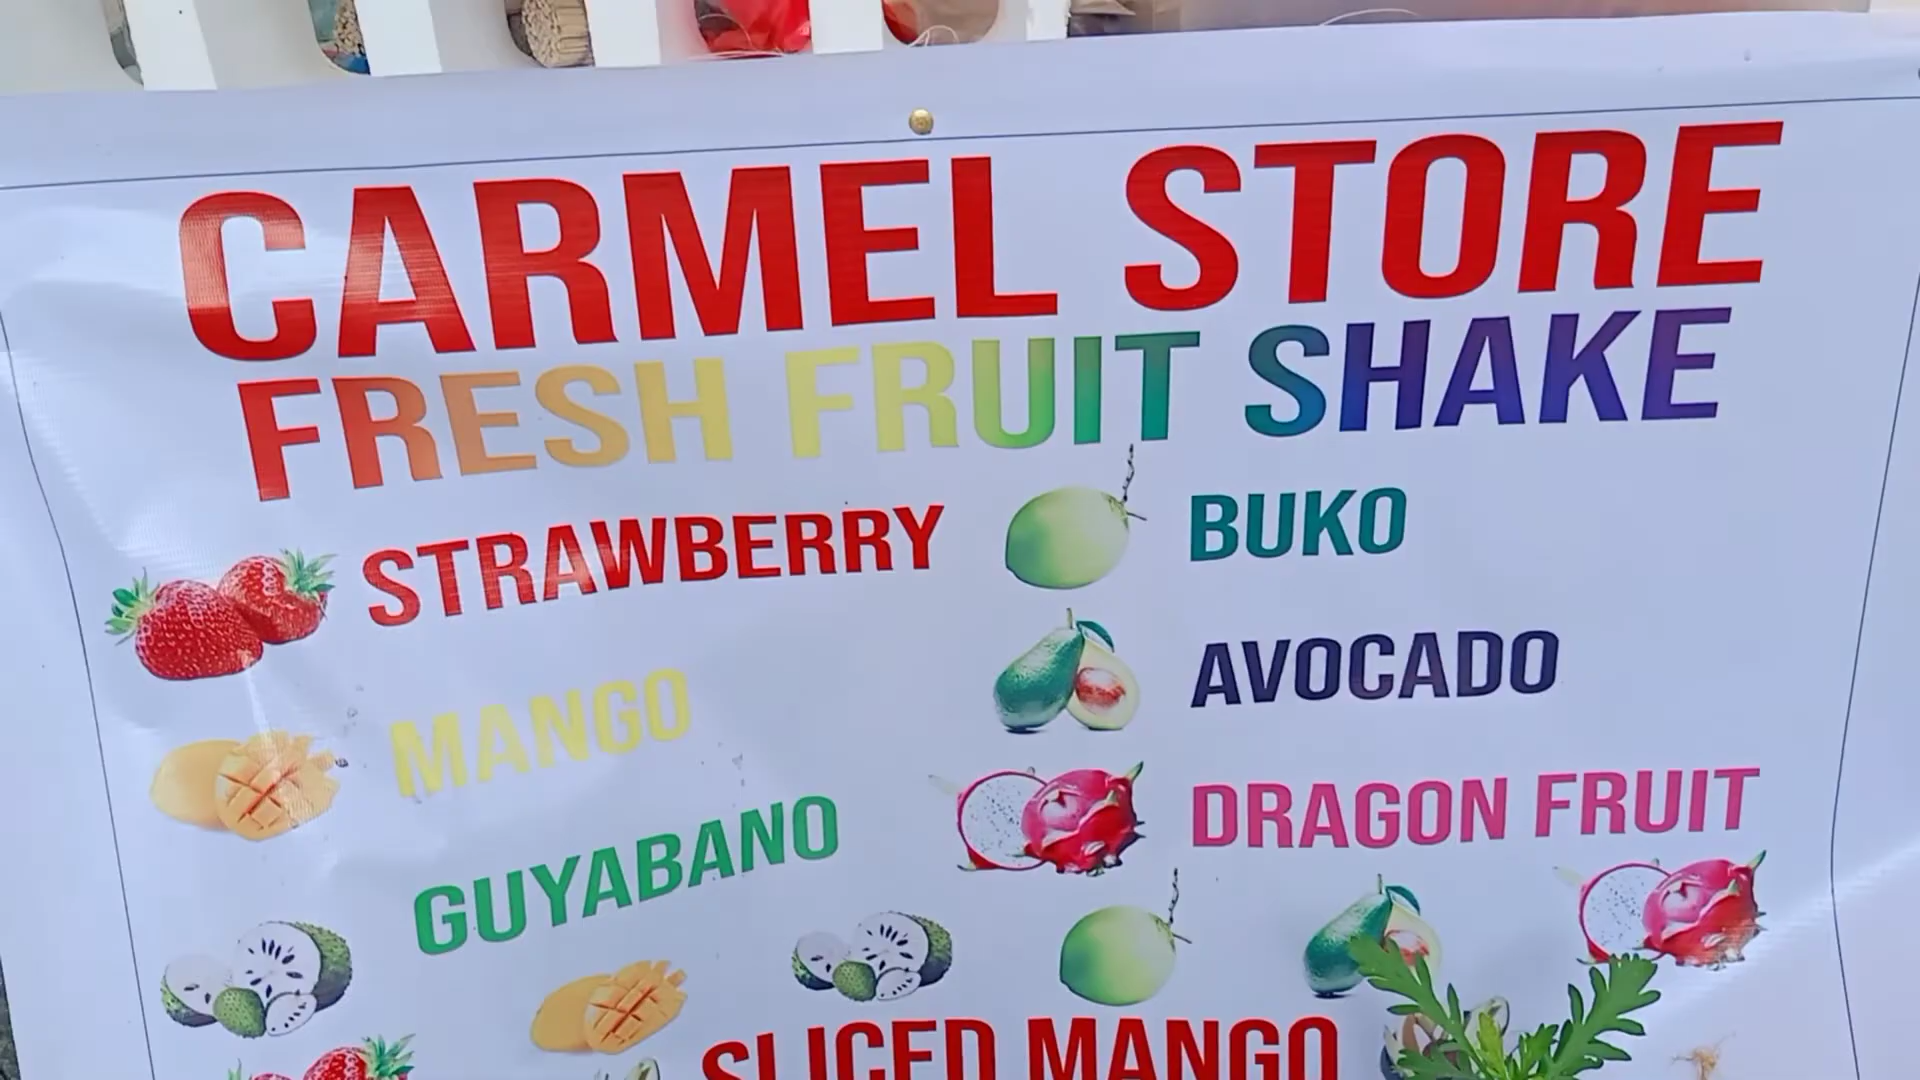 CARMEL STORE
FRESH FRUIT SHAKE
STRAWBERRY
MANGO
GUYABANO
BUKO
AVOCADO
DRAGON FRUIT
SLICED MANGO